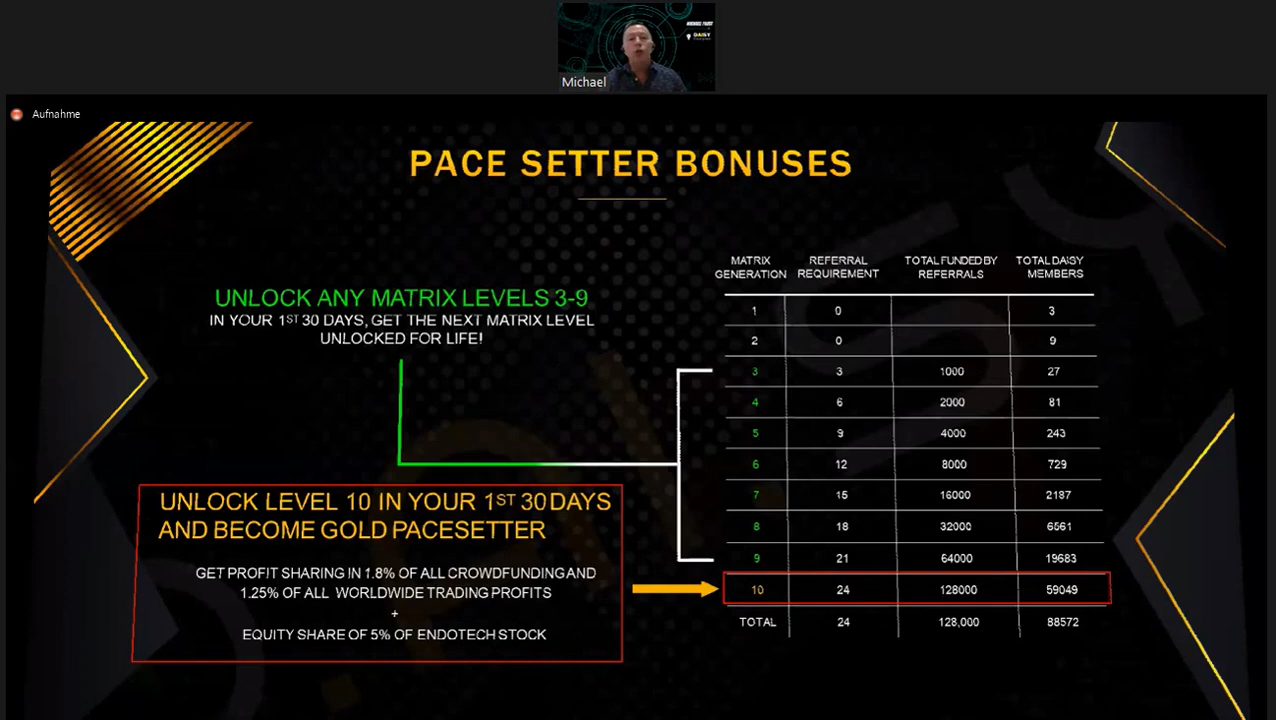 DAISY
Michael
Aufnahme
PACE SETTER BONUSES
UNLOCK ANY MATRIX LEVELS 3-9
IN YOUR 1ST 30 DAYS, GET THE NEXT MATRIX LEVEL
UNLOCKED FOR LIFE!
UNLOCK LEVEL 10 IN YOUR 1ST 30 DAYS
AND BECOME GOLD PACESETTER
GET PROFIT SHARING IN 1.8% OF ALL CROWDFUNDING AND
1.25% OF ALL WORLDWIDE TRADING PROFITS
+
EQUITY SHARE OF 5% OF ENDOTECH STOCK
MATRIX GENERATION REFERRAL REQUIREMENT TOTAL FUNDED BY REFERRALS TOTAL DAISY MEMBERS
1 0 3
2 0 9
3 3 1000 27
4 6 2000 81
5 9 4000 243
6 12 8000 729
7 15 16000 2187
8 18 32000 6561
9 21 64000 19683
10 24 128000 59049
TOTAL 24 128,000 88572